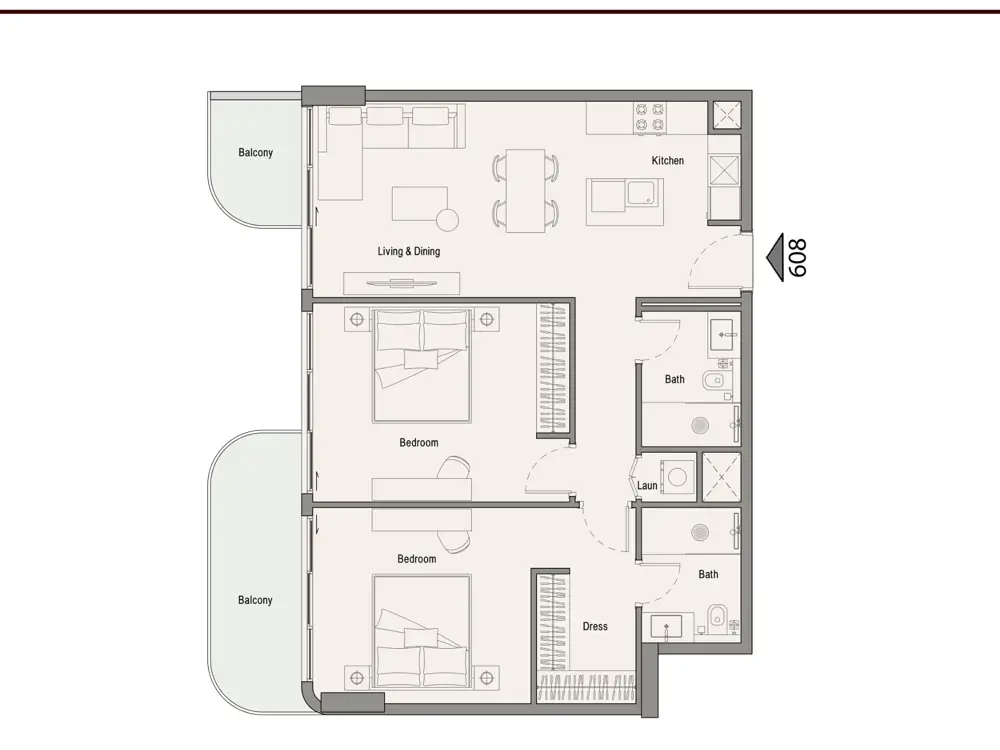 Balcony
Kitchen
Living & Dining
608
Bath
Bedroom
Laun
Bedroom
Bath
Balcony
Dress